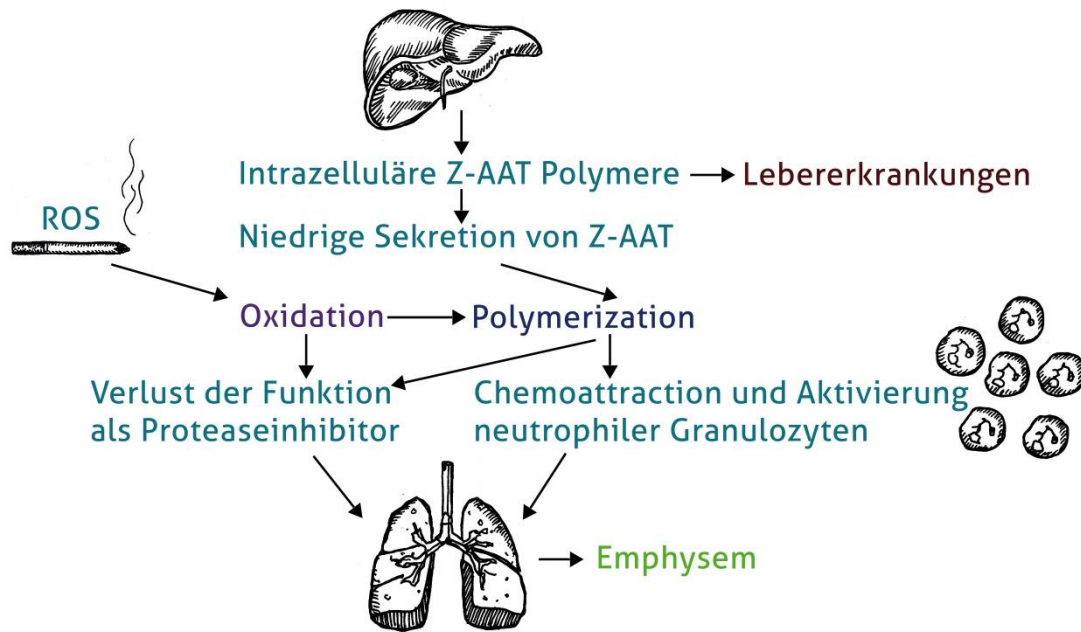 Intrazelluläre Z-AAT Polymere
Lebererkrankungen
ROS
Niedrige Sekretion von Z-AAT
Oxidation
Polymerization
Verlust der Funktion
als Proteaseinhibitor
Chemoattraction und Aktivierung
neutrophiler Granulozyten
Emphysem